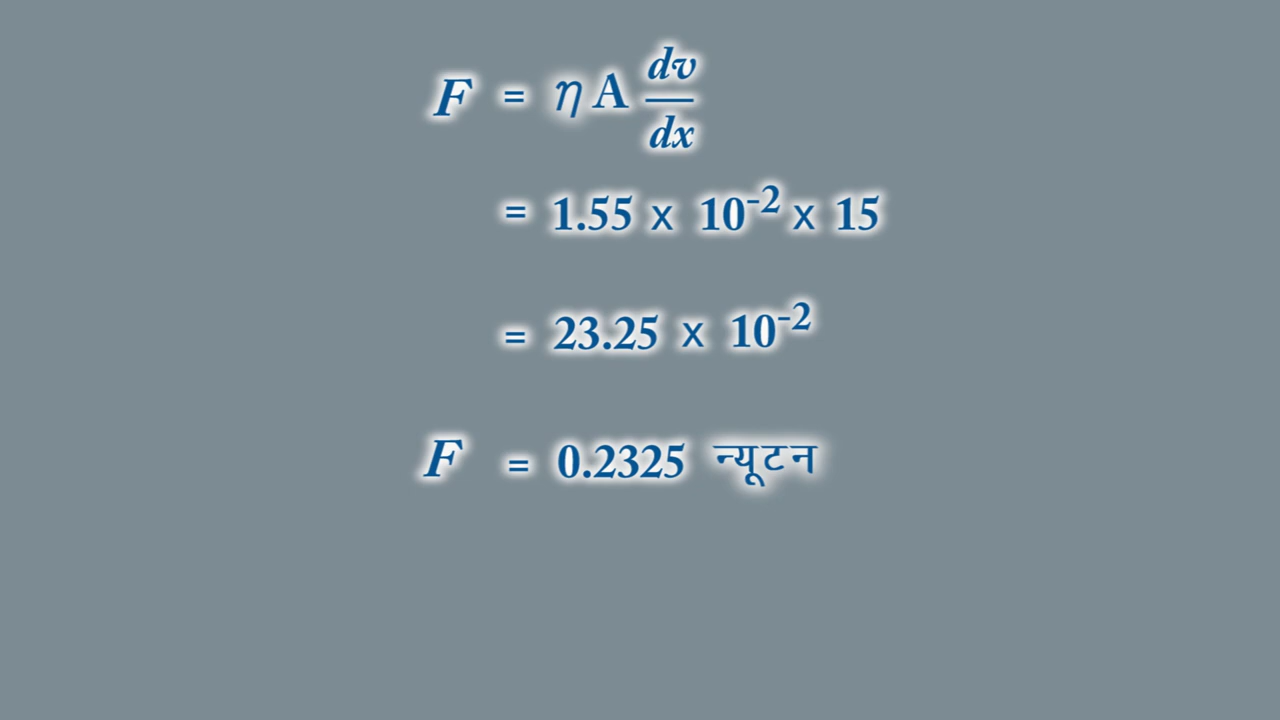 F = η A dv/dx
= 1.55 x 10⁻² x 15
= 23.25 x 10⁻²
F = 0.2325 न्यूटन